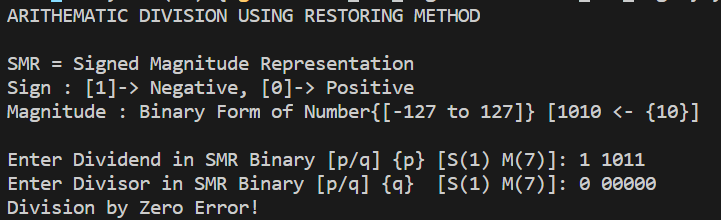 ARITHEMATIC DIVISION USING RESTORING METHOD
SMR = Signed Magnitude Representation
Sign : [1]-> Negative, [0]-> Positive
Magnitude : Binary Form of Number{[-127 to 127]} [1010 <- {10}]
Enter Dividend in SMR Binary [p/q] {p} [S(1) M(7)]: 1 1011
Enter Divisor in SMR Binary [p/q] {q}  [S(1) M(7)]: 0 00000
Division by Zero Error!